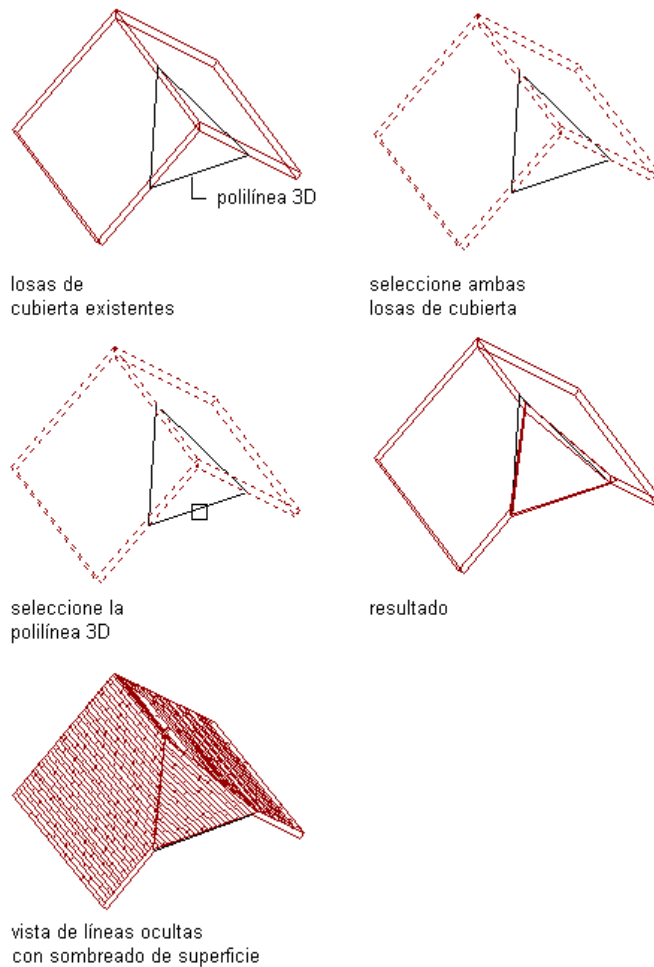 polilínea 3D
losas de
cubierta existentes
seleccione ambas
losas de cubierta
seleccione la
polilínea 3D
resultado
vista de líneas ocultas
con sombreado de superficie